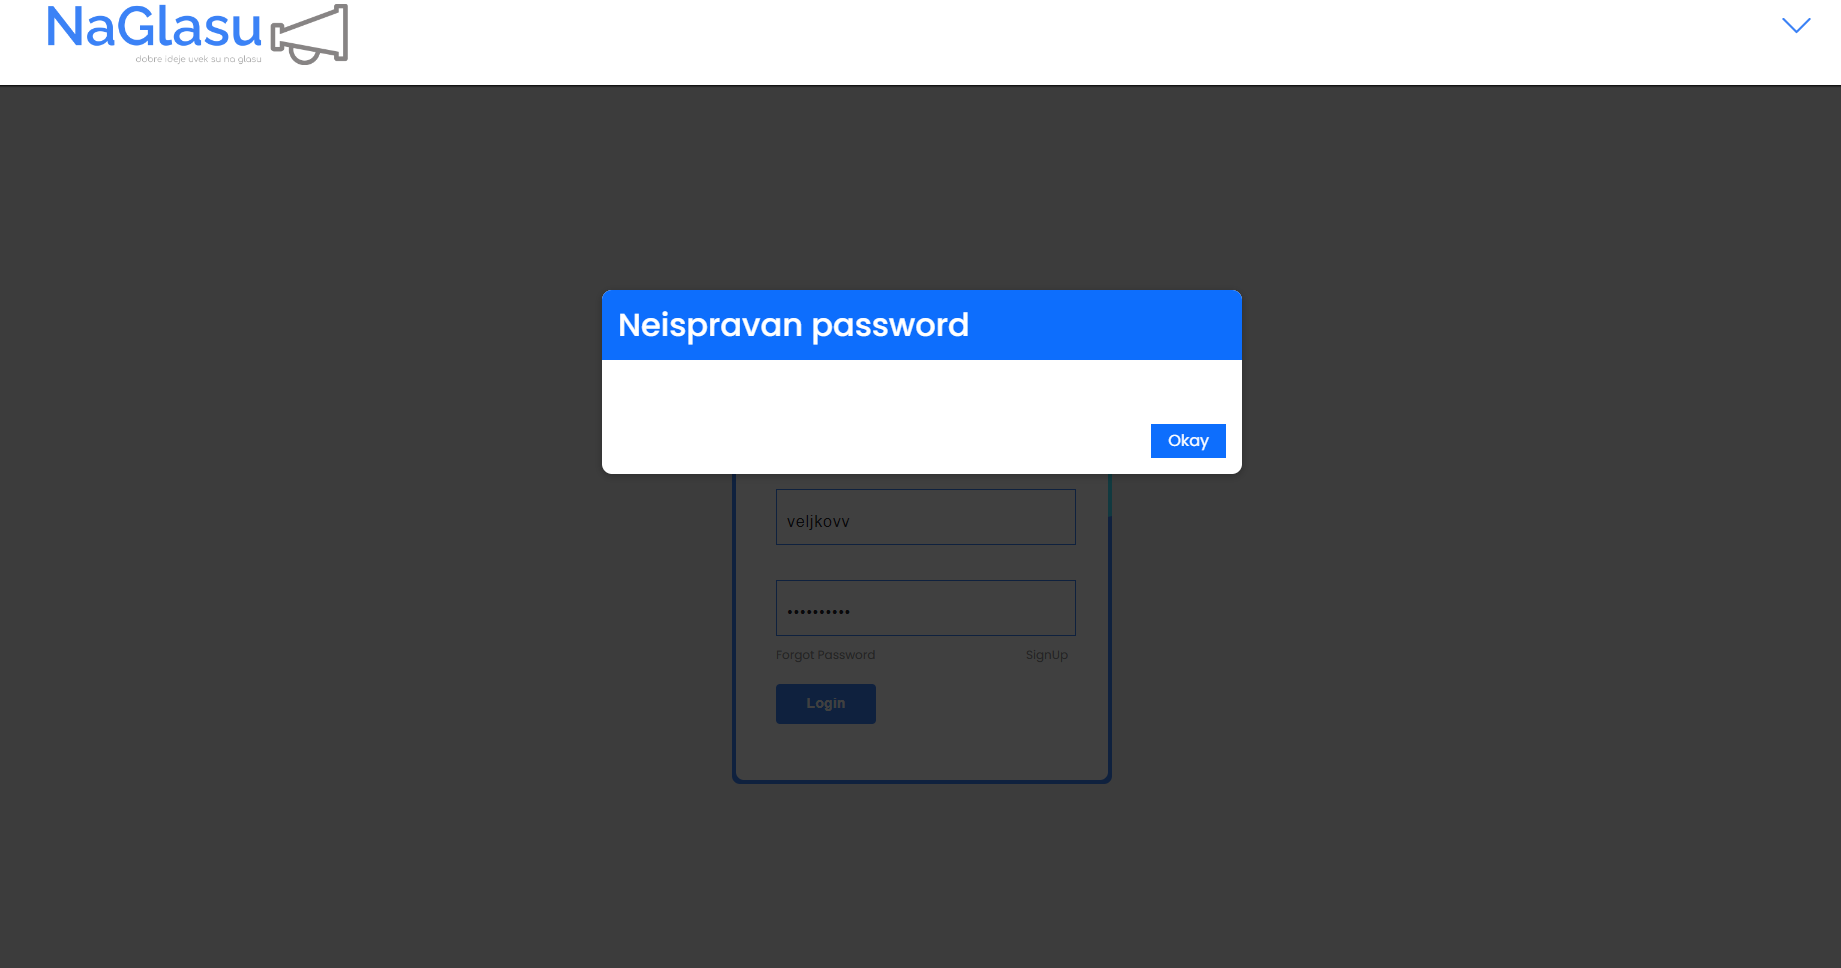 NaGlasu
dobre ideje uvek su na glasu
Neispravan password
Okay
veljkovv
••••••••••
Forgot Password
SignUp
Login